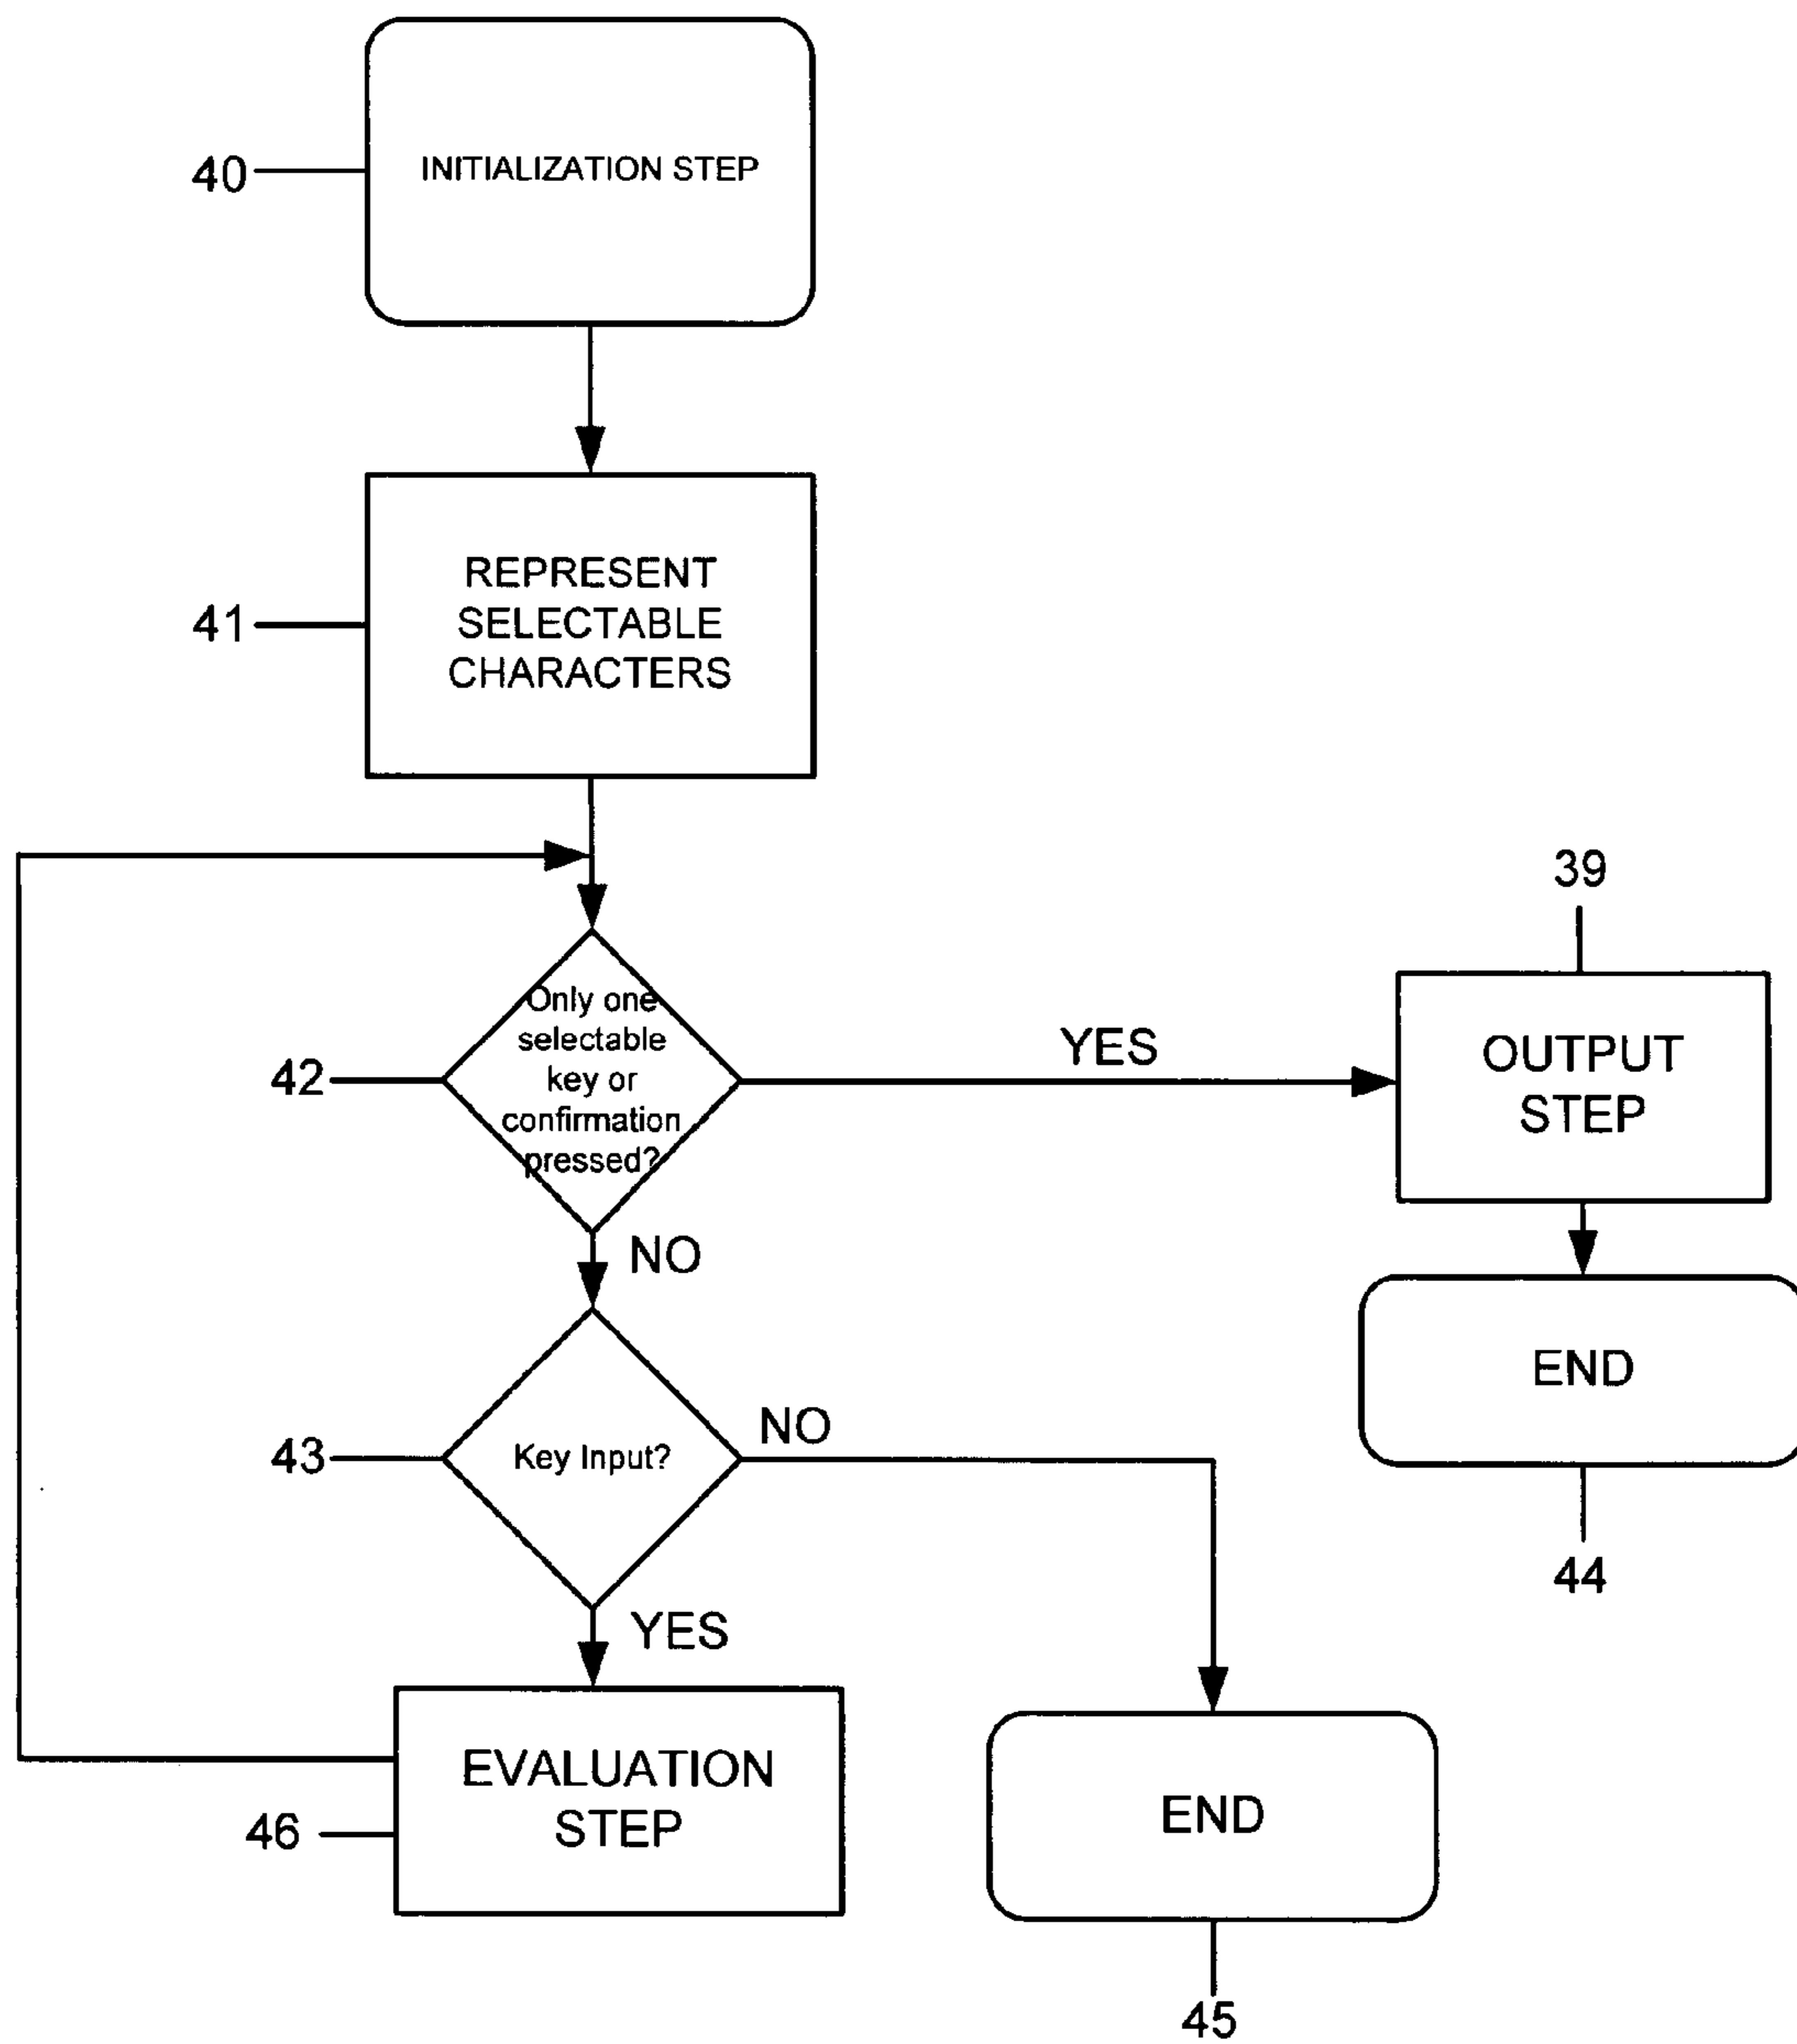 40
INITIALIZATION STEP
41
REPRESENT
SELECTABLE
CHARACTERS
39
42
Only one
selectable
key or
confirmation
pressed?
YES
OUTPUT
STEP
NO
END
44
43
Key Input?
NO
YES
46
EVALUATION
STEP
END
45